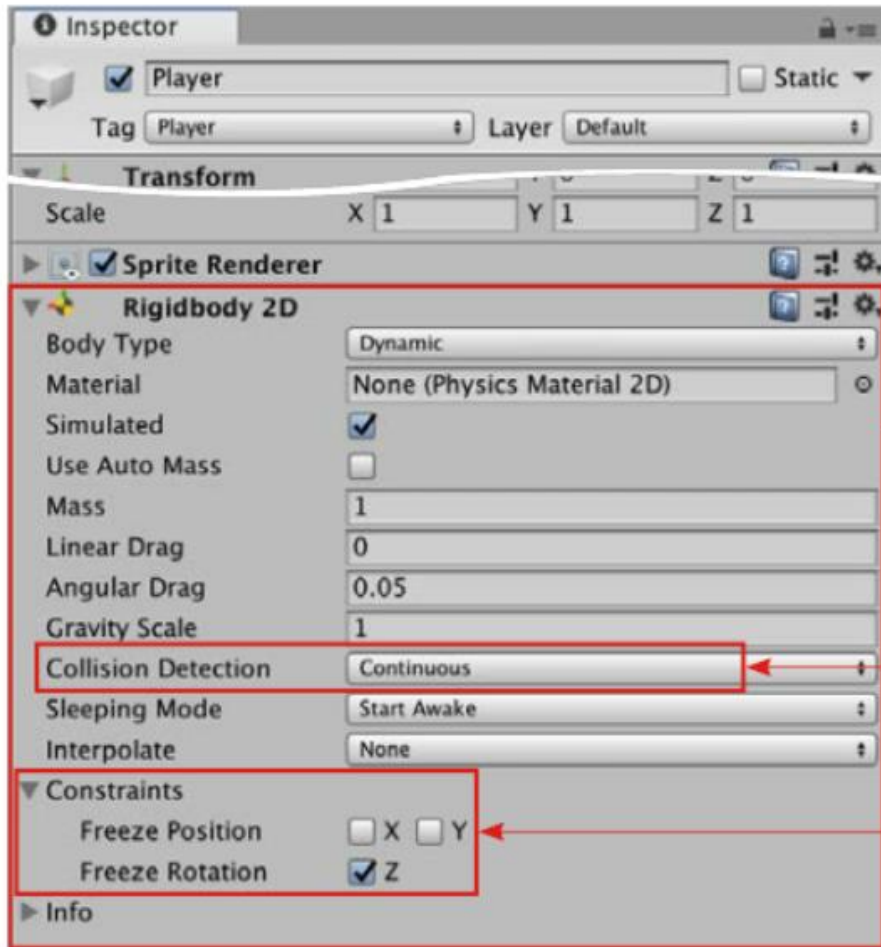 Inspector
Player Static
Tag Player Layer Default
Transform
Scale X 1 Y 1 Z 1
Sprite Renderer
Rigidbody 2D
Body Type Dynamic
Material None (Physics Material 2D)
Simulated
Use Auto Mass
Mass 1
Linear Drag 0
Angular Drag 0.05
Gravity Scale 1
Collision Detection Continuous
Sleeping Mode Start Awake
Interpolate None
Constraints
Freeze Position X Y
Freeze Rotation Z
Info